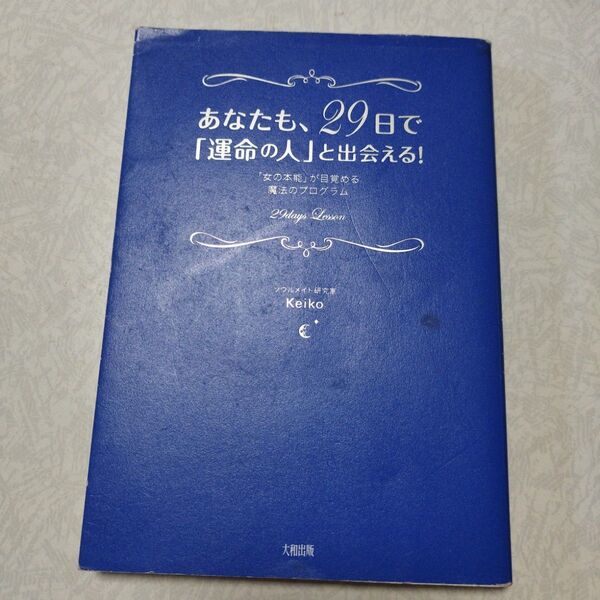 あなたも、29日で
「運命の人」と出会える!
「女の本能」が目覚める
魔法のプログラム
29days Lesson
ソウルメイト研究家
Keiko
大和出版